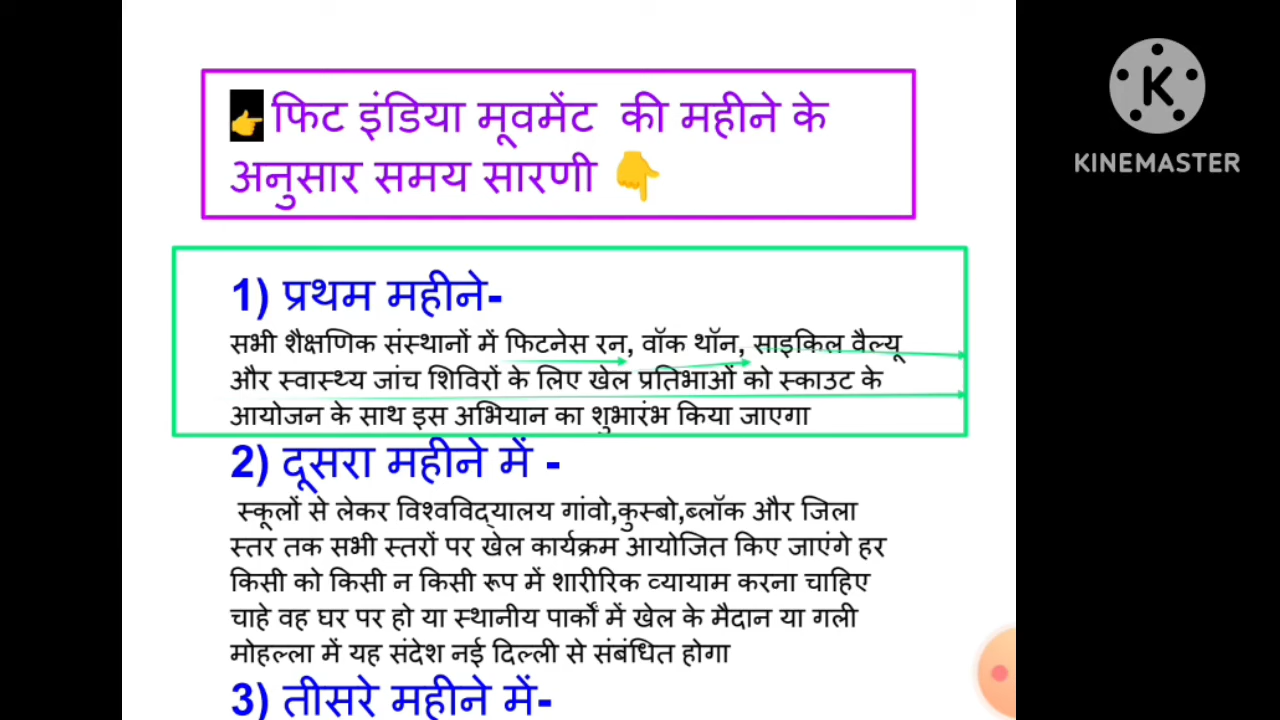 👉फिट इंडिया मूवमेंट की महीने के
अनुसार समय सारणी 👇
1) प्रथम महीने-
सभी शैक्षणिक संस्थानों में फिटनेस रन, वॉक थॉन, साइकिल वैल्यू
और स्वास्थ्य जांच शिविरों के लिए खेल प्रतिभाओं को स्काउट के
आयोजन के साथ इस अभियान का शुभारंभ किया जाएगा
2) दूसरा महीने में -
स्कूलों से लेकर विश्वविद्यालय गांवो,कुस्बो,ब्लॉक और जिला
स्तर तक सभी स्तरों पर खेल कार्यक्रम आयोजित किए जाएंगे हर
किसी को किसी न किसी रूप में शारीरिक व्यायाम करना चाहिए
चाहे वह घर पर हो या स्थानीय पार्कों में खेल के मैदान या गली
मोहल्ला में यह संदेश नई दिल्ली से संबंधित होगा
3) तीसरे महीने में-
K
KINEMASTER